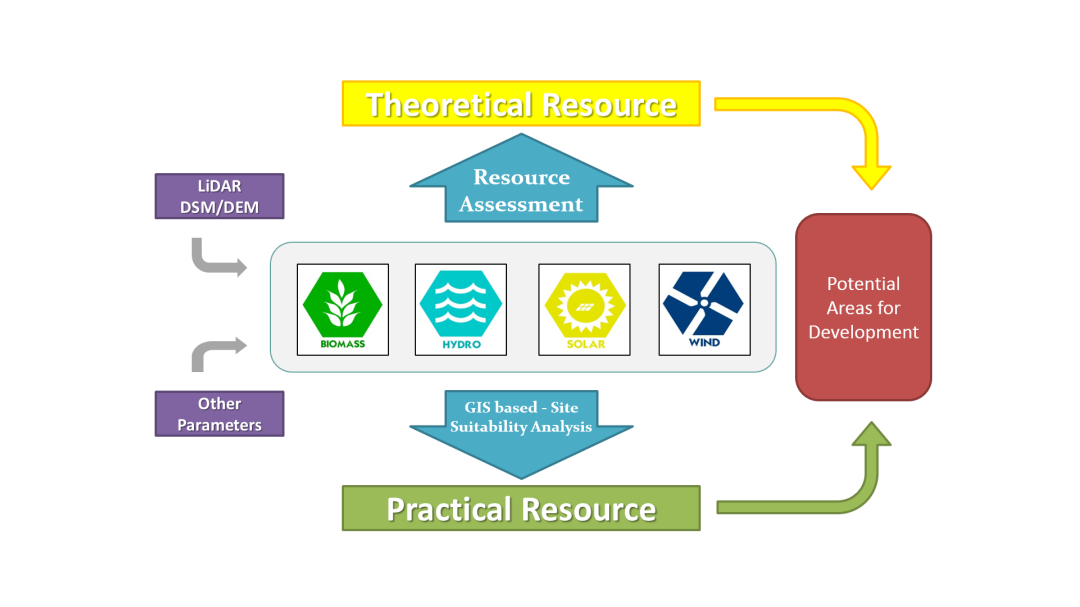 Theoretical Resource
Resource
Assessment
LiDAR
DSM/DEM
BIOMASS
HYDRO
SOLAR
WIND
Potential
Areas for
Development
Other
Parameters
GIS based - Site
Suitability Analysis
Practical Resource